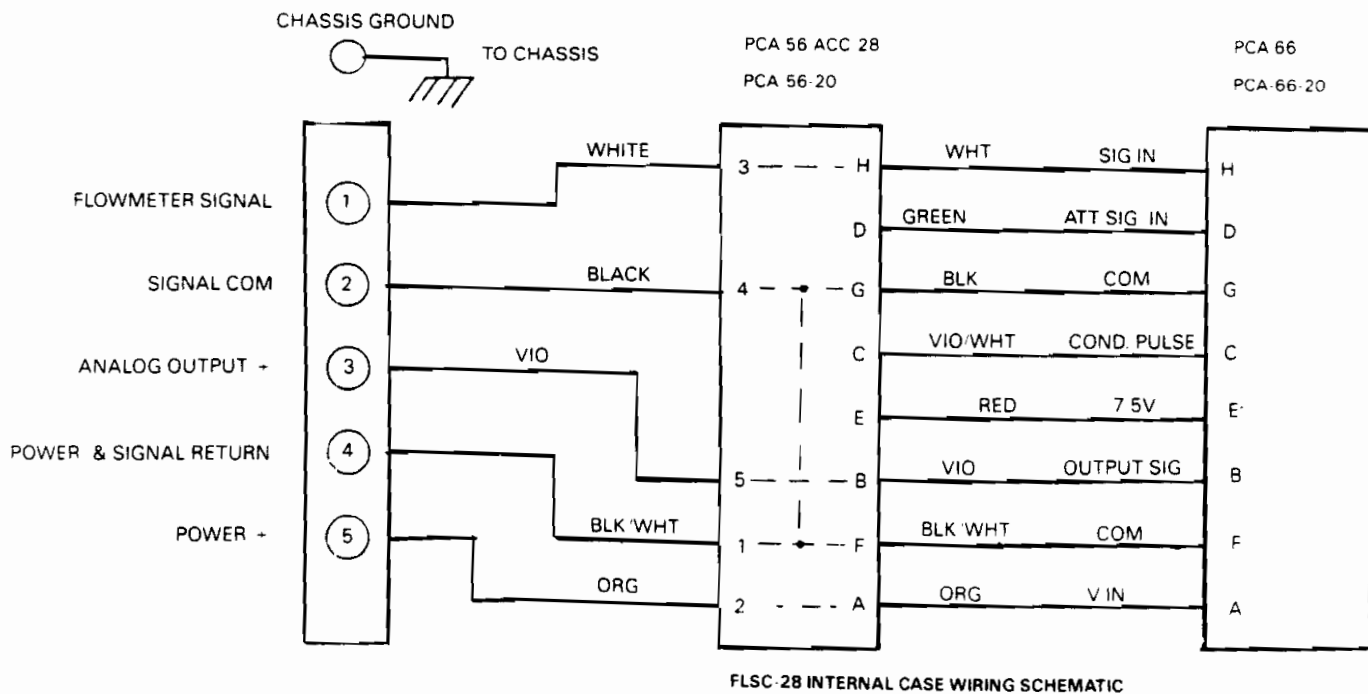 CHASSIS GROUND
TO CHASSIS
PCA 56 ACC 28
PCA 56-20
PCA 66
PCA-66-20
WHITE 3 H WHT SIG IN H
FLOWMETER SIGNAL 1
D GREEN ATT SIG IN D
SIGNAL COM 2 BLACK 4 G BLK COM G
C VIO/WHT COND. PULSE C
ANALOG OUTPUT + 3 VIO
E RED 7 5V E
POWER & SIGNAL RETURN 4
5 B VIO OUTPUT SIG B
POWER + 5
BLK'WHT 1 F BLK'WHT COM F
ORG 2 A ORG V IN A
FLSC-28 INTERNAL CASE WIRING SCHEMATIC